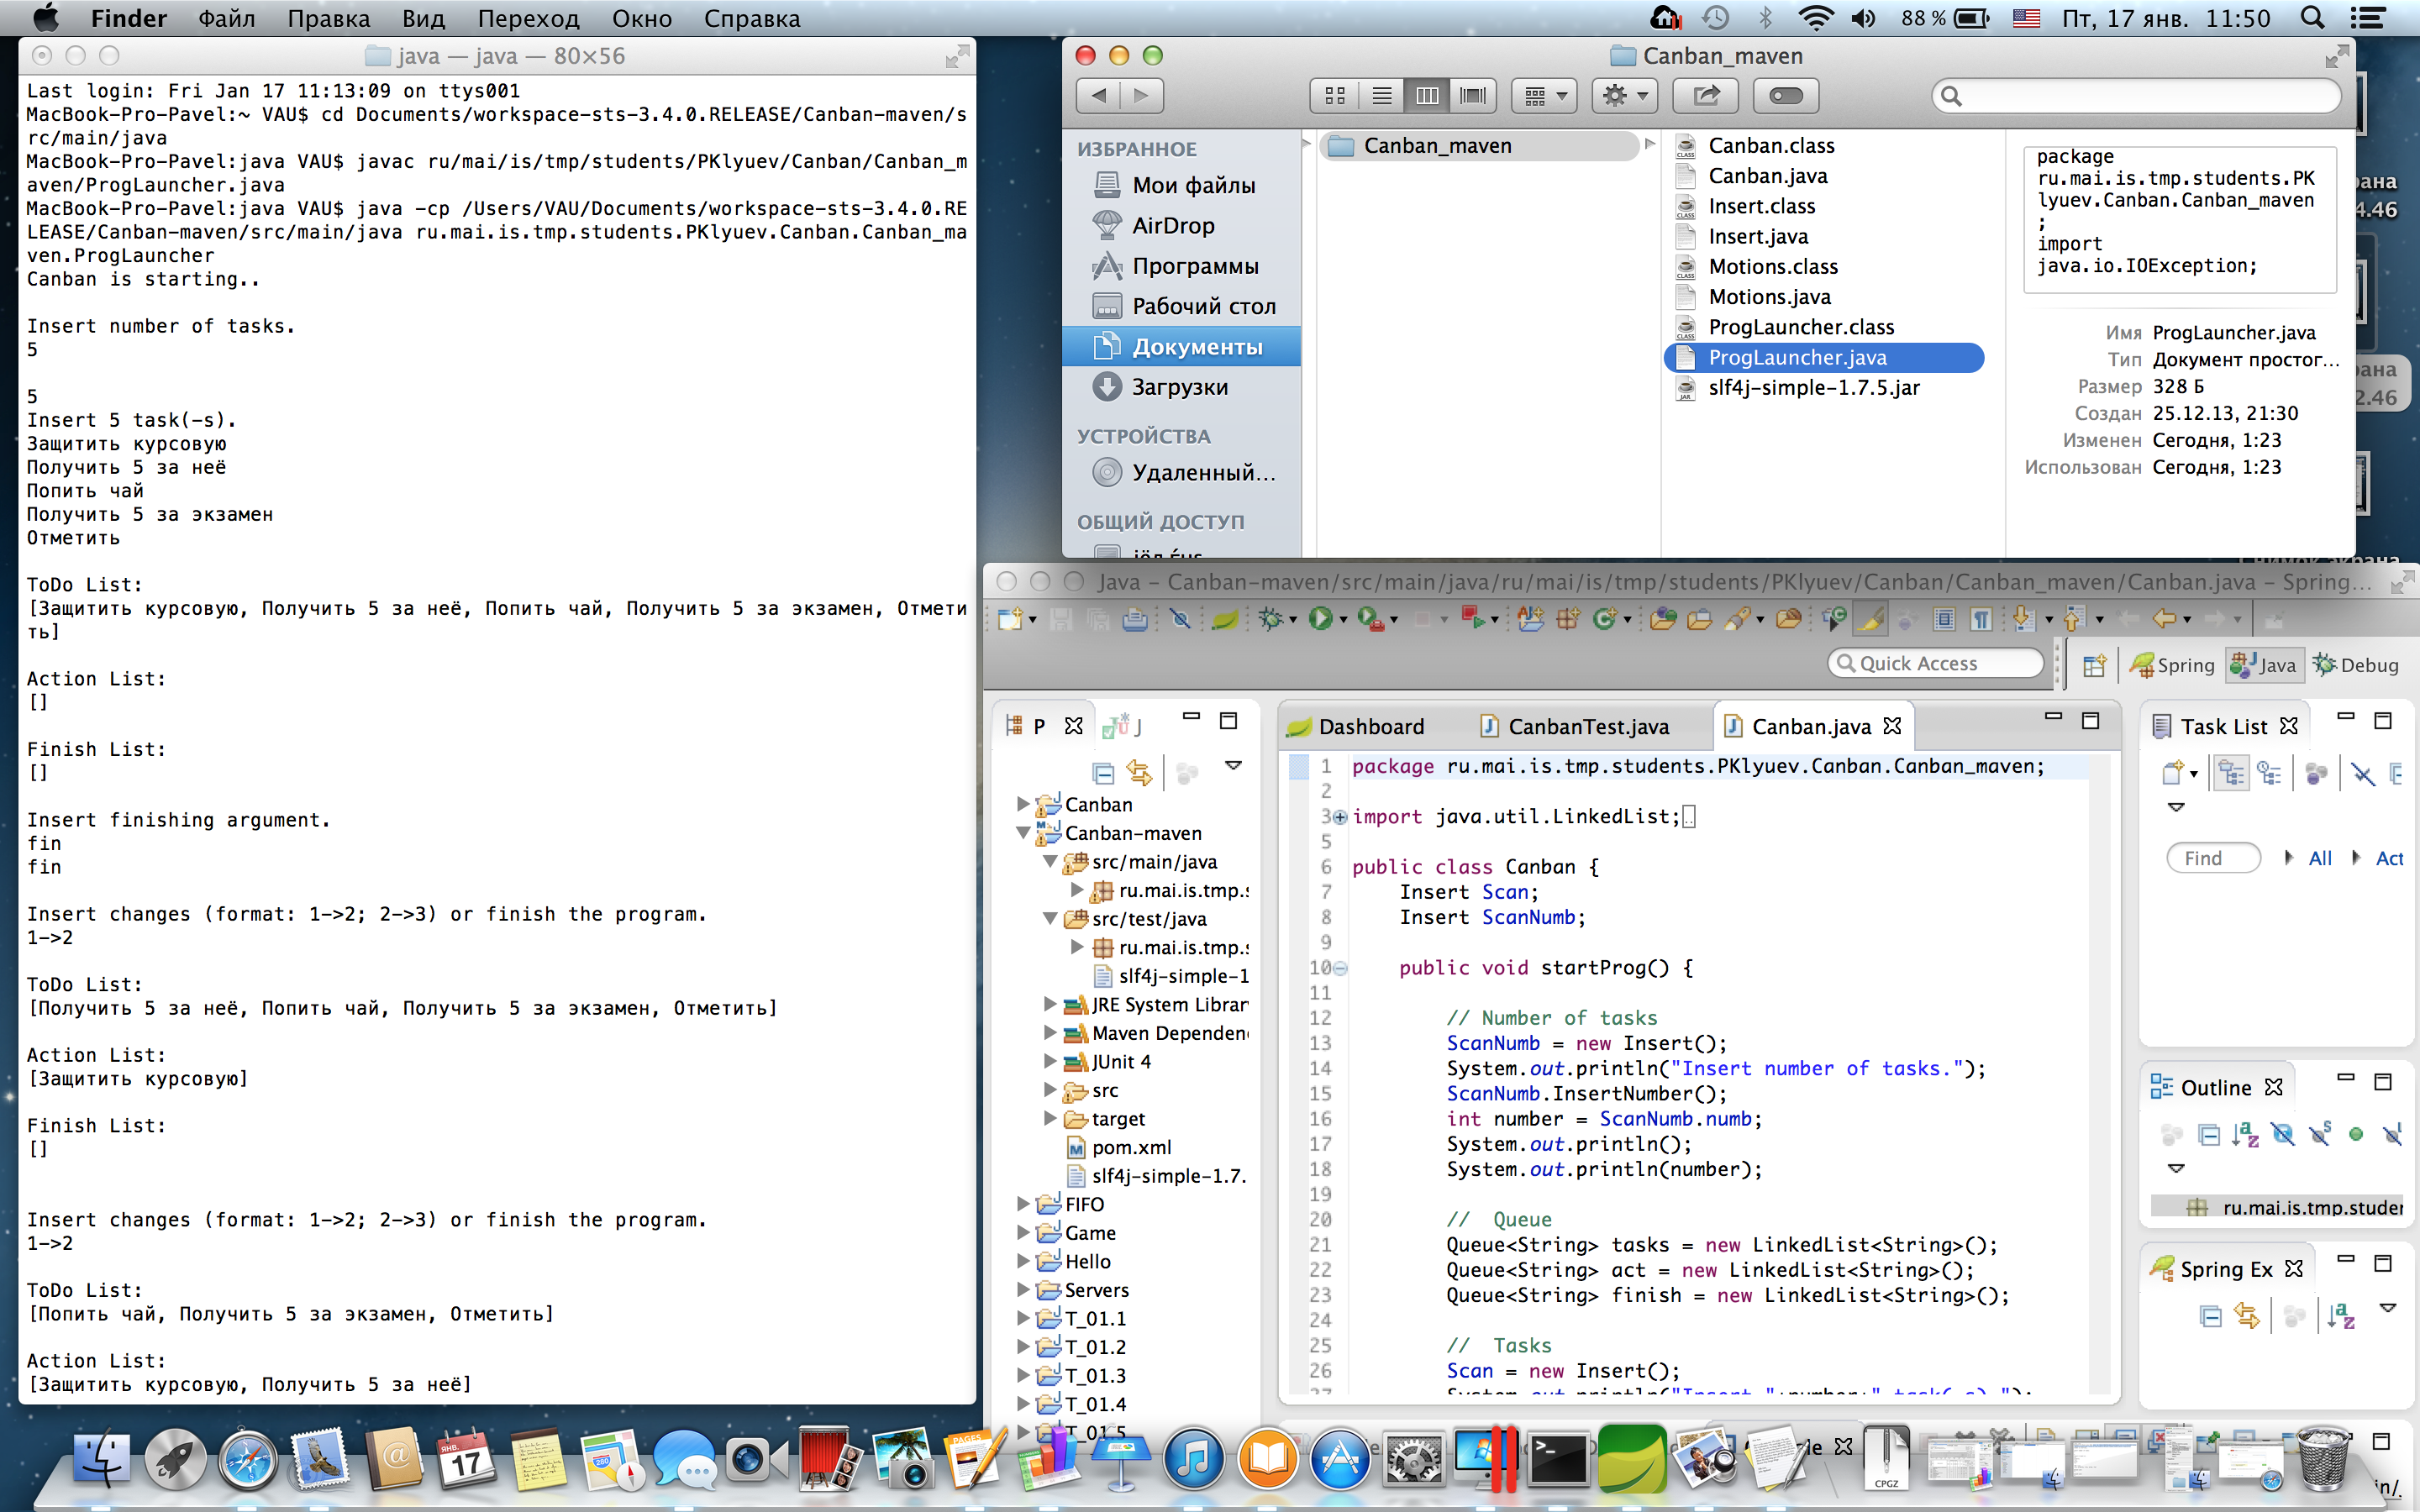 Finder Файл Правка Вид Переход Окно Справка 88 % Пт, 17 янв. 11:50
java — java — 80×56
Last login: Fri Jan 17 11:13:09 on ttys001
MacBook-Pro-Pavel:~ VAU$ cd Documents/workspace-sts-3.4.0.RELEASE/Canban-maven/s
rc/main/java
MacBook-Pro-Pavel:java VAU$ javac ru/mai/is/tmp/students/PKlyuev/Canban/Canban_m
aven/ProgLauncher.java
MacBook-Pro-Pavel:java VAU$ java -cp /Users/VAU/Documents/workspace-sts-3.4.0.RE
LEASE/Canban-maven/src/main/java ru.mai.is.tmp.students.PKlyuev.Canban.Canban_ma
ven.ProgLauncher
Canban is starting..
Insert number of tasks.
5
5
Insert 5 task(-s).
Защитить курсовую
Получить 5 за неё
Попить чай
Получить 5 за экзамен
Отметить
ToDo List:
[Защитить курсовую, Получить 5 за неё, Попить чай, Получить 5 за экзамен, Отмети
ть]
Action List:
[]
Finish List:
[]
Insert finishing argument.
fin
fin
Insert changes (format: 1->2; 2->3) or finish the program.
1->2
ToDo List:
[Получить 5 за неё, Попить чай, Получить 5 за экзамен, Отметить]
Action List:
[Защитить курсовую]
Finish List:
[]
Insert changes (format: 1->2; 2->3) or finish the program.
1->2
ToDo List:
[Попить чай, Получить 5 за экзамен, Отметить]
Action List:
[Защитить курсовую, Получить 5 за неё]
Canban_maven
ИЗБРАННОЕ
Мои файлы
AirDrop
Программы
Рабочий стол
Документы
Загрузки
УСТРОЙСТВА
Удаленный...
ОБЩИЙ ДОСТУП
Canban_maven
Canban.class
Canban.java
Insert.class
Insert.java
Motions.class
Motions.java
ProgLauncher.class
ProgLauncher.java
slf4j-simple-1.7.5.jar
package
ru.mai.is.tmp.students.PK
lyuev.Canban.Canban_maven
;
import
java.io.IOException;
Имя ProgLauncher.java
Тип Документ простог...
Размер 328 Б
Создан 25.12.13, 21:30
Изменен Сегодня, 1:23
Использован Сегодня, 1:23
Java – Canban-maven/src/main/java/ru/mai/is/tmp/students/PKlyuev/Canban/Canban_maven/Canban.java – Spring...
Quick Access Spring Java Debug
P J
Canban
Canban-maven
src/main/java
ru.mai.is.tmp.s
src/test/java
ru.mai.is.tmp.s
slf4j-simple-1
JRE System Librar
Maven Dependen
JUnit 4
src
target
pom.xml
slf4j-simple-1.7.
FIFO
Game
Hello
Servers
T_01.1
T_01.2
T_01.3
T_01.4
T_01.5
Dashboard CanbanTest.java Canban.java
1 package ru.mai.is.tmp.students.PKlyuev.Canban.Canban_maven;
2
3 import java.util.LinkedList;
5
6 public class Canban {
7 Insert Scan;
8 Insert ScanNumb;
9
10 public void startProg() {
11
12 // Number of tasks
13 ScanNumb = new Insert();
14 System.out.println("Insert number of tasks.");
15 ScanNumb.InsertNumber();
16 int number = ScanNumb.numb;
17 System.out.println();
18 System.out.println(number);
19
20 // Queue
21 Queue<String> tasks = new LinkedList<String>();
22 Queue<String> act = new LinkedList<String>();
23 Queue<String> finish = new LinkedList<String>();
24
25 // Tasks
26 Scan = new Insert();
27 System.out.println("Insert "+number+" task(-s).");
Task List
Find All Act
Outline
ru.mai.is.tmp.studer
Spring Ex
ЯНВ.
17
PAGES
CPGZ